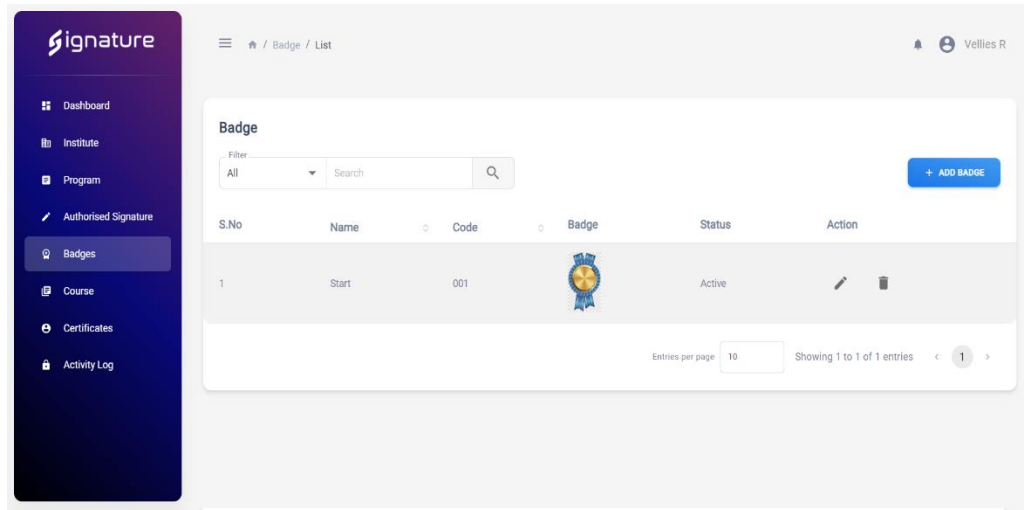 Signature
Home / Badge / List
Vellies R
Dashboard
Institute
Program
Authorised Signature
Badges
Course
Certificates
Activity Log
Badge
Filter
All
Search
+ ADD BADGE
S.No Name Code Badge Status Action
1 Start 001 Active
Entries per page 10 Showing 1 to 1 of 1 entries < 1 >